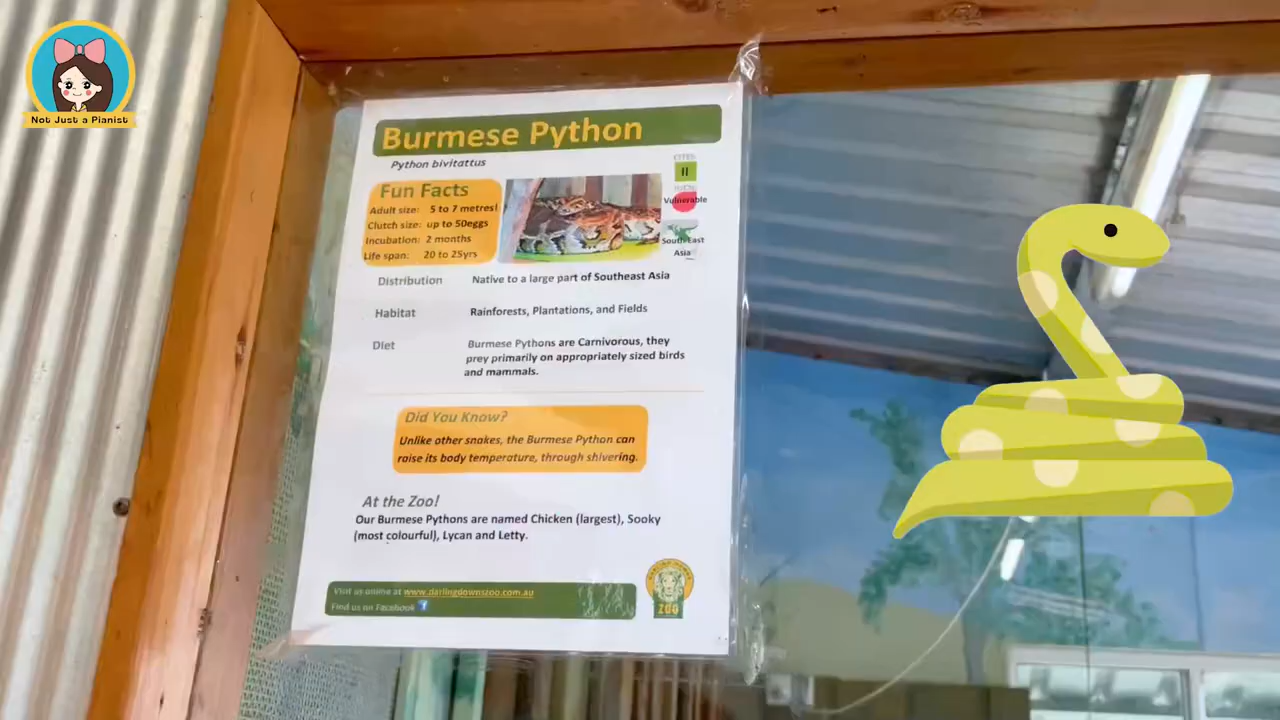 Not Just a Pianist
Burmese Python
Python bivitattus
CITES
II
Fun Facts
Adult size: 5 to 7 metres!
Clutch size: up to 50eggs
Incubation: 2 months
Life span: 20 to 25yrs
Vulnerable
South East
Asia
Distribution Native to a large part of Southeast Asia
Habitat Rainforests, Plantations, and Fields
Diet Burmese Pythons are Carnivorous, they
prey primarily on appropriately sized birds
and mammals.
Did You Know?
Unlike other snakes, the Burmese Python can
raise its body temperature, through shivering.
At the Zoo!
Our Burmese Pythons are named Chicken (largest), Sooky
(most colourful), Lycan and Letty.
Visit us online at www.darlingdownszoo.com.au
Find us on Facebook
ZOO